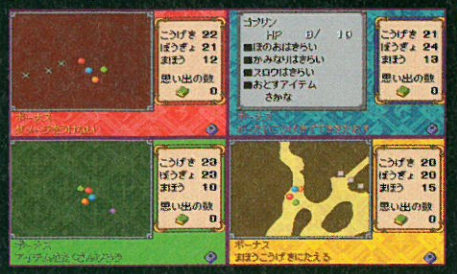 こうげき 22
ぼうぎょ 21
まほう 12
思い出の数
0
ボーナス
ゴブリン
HP 0/ 10
■ほのおはきらい
■かみなりはきらい
■スロウはきらい
■おとすアイテム
さかな
こうげき 21
ぼうぎょ 24
まほう 13
思い出の数
0
ボーナス
こうげき 23
ぼうぎょ 23
まほう 10
思い出の数
0
ボーナス
こうげき 20
ぼうぎょ 20
まほう 15
思い出の数
0
ボーナス
まほうこうげきにたえる